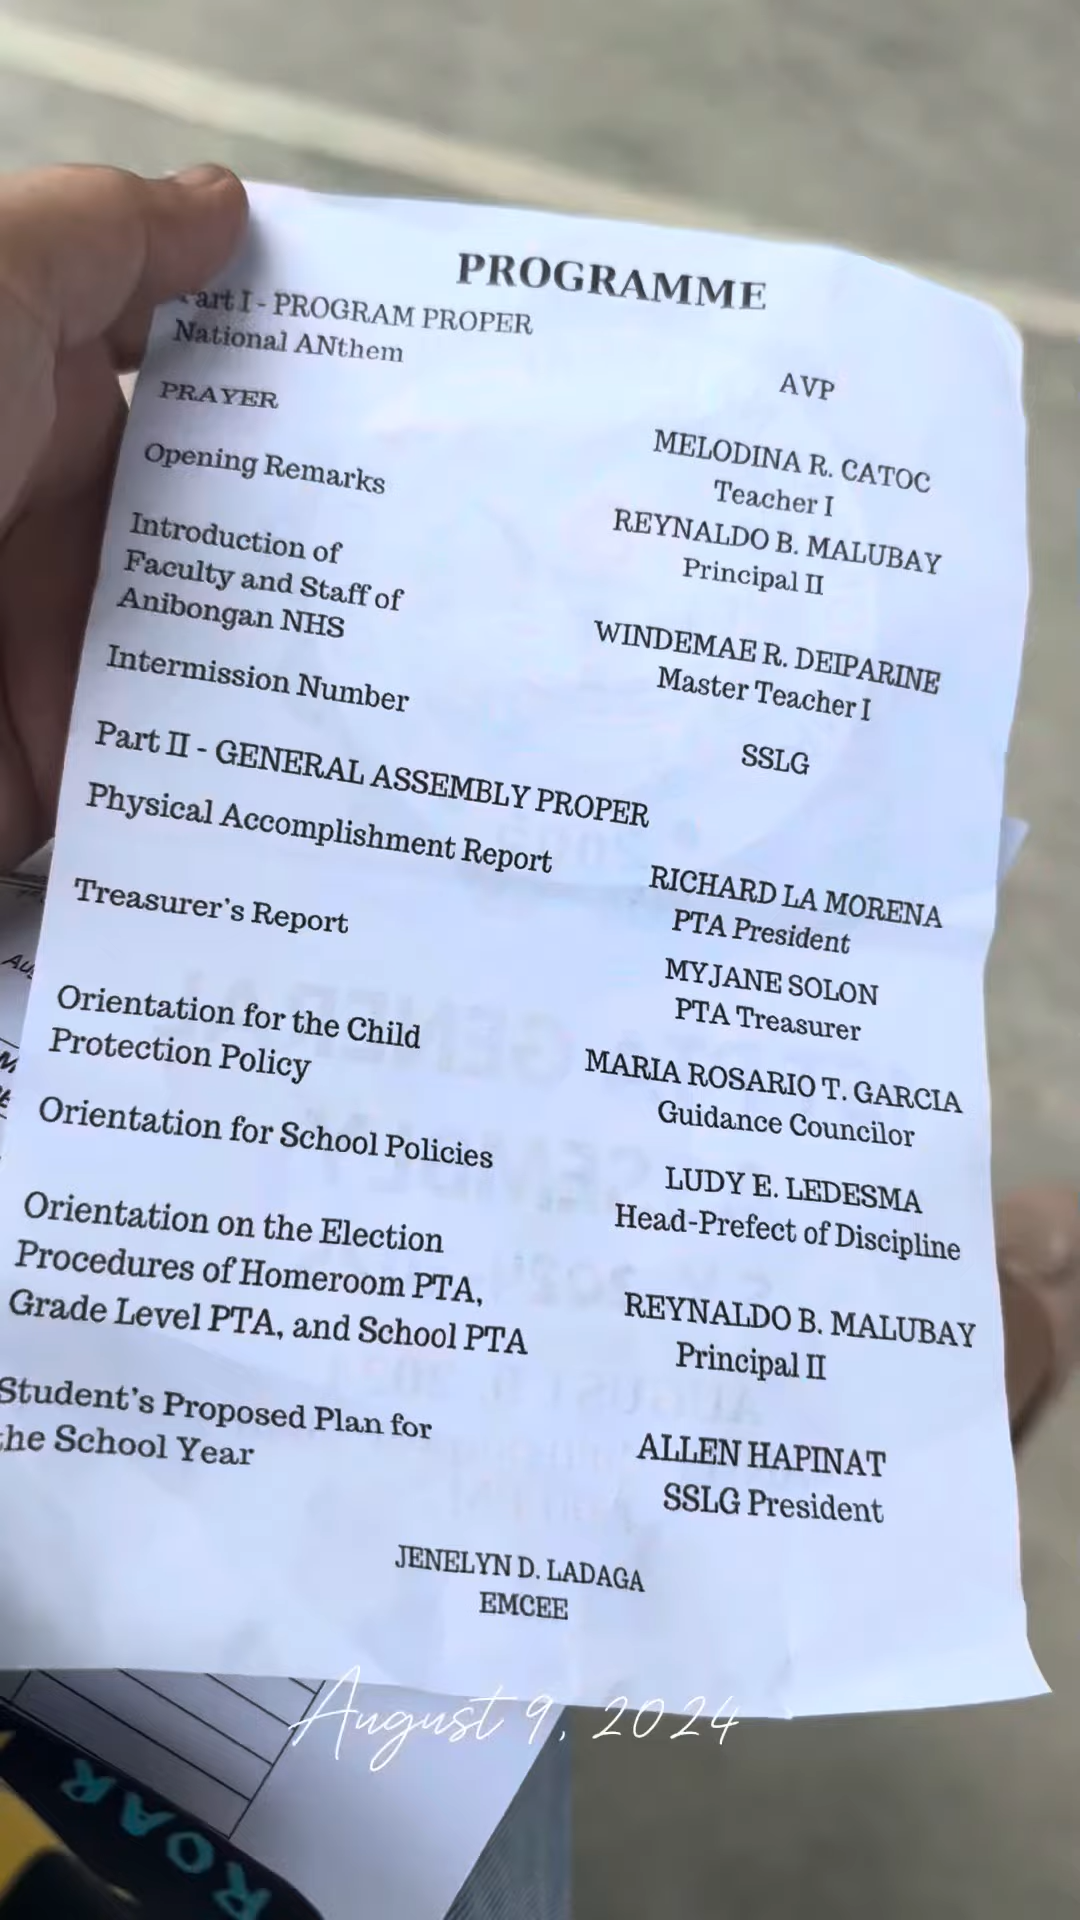 PROGRAMME
Part I - PROGRAM PROPER
National ANthem
AVP
PRAYER
MELODINA R. CATOC
Teacher I
Opening Remarks
REYNALDO B. MALUBAY
Principal II
Introduction of
Faculty and Staff of
Anibongan NHS
WINDEMAE R. DEIPARINE
Master Teacher I
Intermission Number
SSLG
Part II - GENERAL ASSEMBLY PROPER
Physical Accomplishment Report
RICHARD LA MORENA
PTA President
Treasurer's Report
MYJANE SOLON
PTA Treasurer
Orientation for the Child
Protection Policy
MARIA ROSARIO T. GARCIA
Guidance Councilor
Orientation for School Policies
LUDY E. LEDESMA
Head-Prefect of Discipline
Orientation on the Election
Procedures of Homeroom PTA,
Grade Level PTA, and School PTA
REYNALDO B. MALUBAY
Principal II
Student's Proposed Plan for
the School Year
ALLEN HAPINAT
SSLG President
JENELYN D. LADAGA
EMCEE
August 9, 2024
ROAR